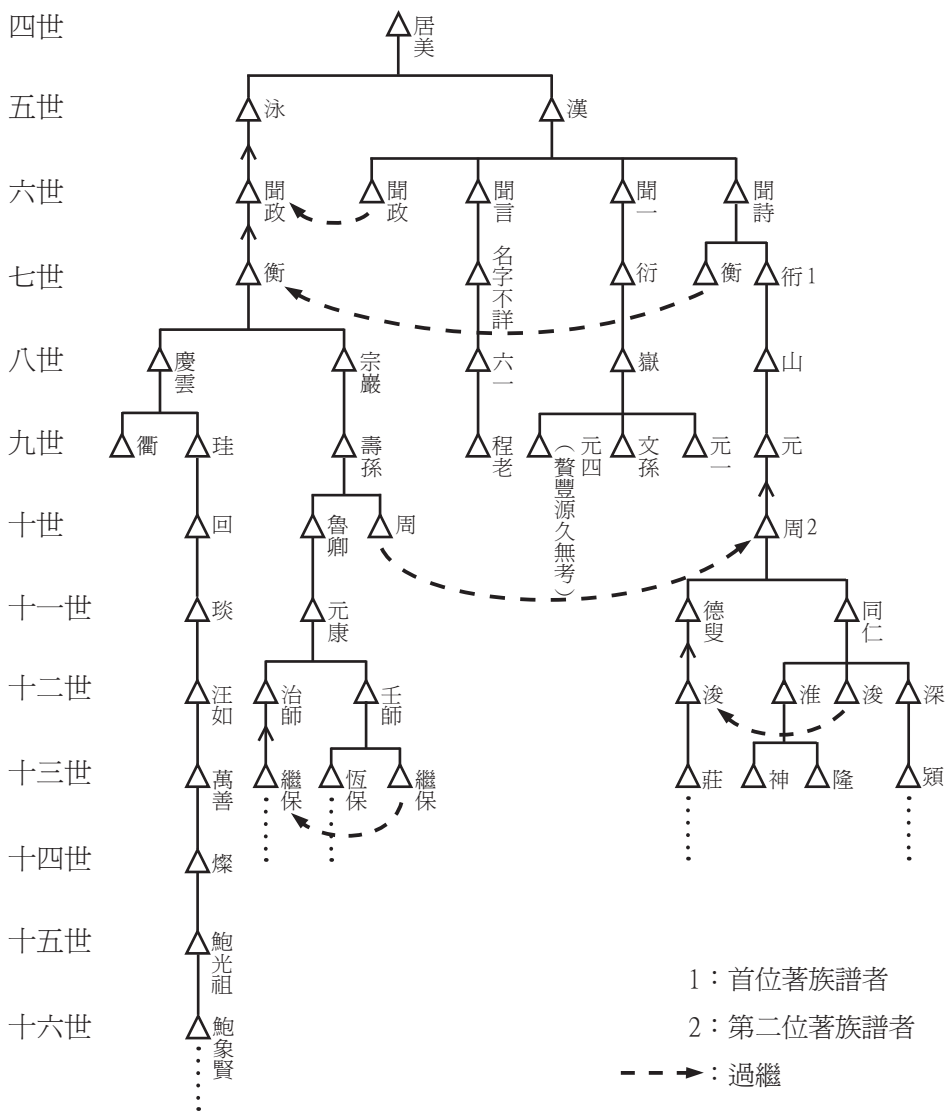 四世
居美
五世
泳
漢
六世
聞政
聞政
聞言
聞一
聞詩
七世
衡
名字不詳
衍
衡
衎1
八世
慶雲
宗巖
六一
嶽
山
九世
衢
珪
壽孫
程老
元四（贅豐源久無考）
文孫
元一
元
十世
回
魯卿
周
周2
十一世
琰
元康
德叟
同仁
十二世
汪如
治師
壬師
浚
淮
浚
深
十三世
萬善
繼保
恆保
繼保
莊
神
隆
潁
十四世
燦
十五世
鮑光祖
十六世
鮑象賢
1：首位著族譜者
2：第二位著族譜者
：過繼